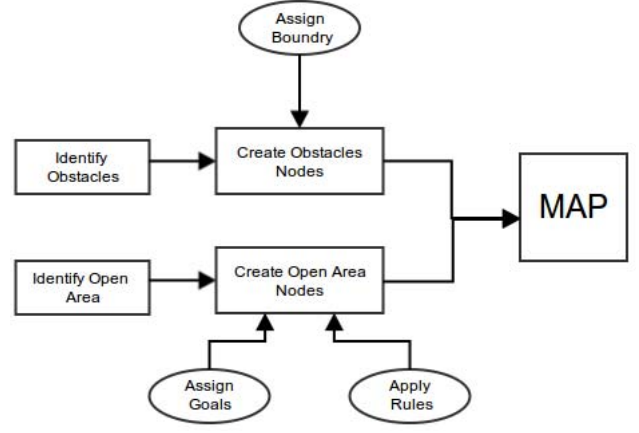 Assign
Boundry
Identify
Obstacles
Create Obstacles
Nodes
MAP
Identify Open
Area
Create Open Area
Nodes
Assign
Goals
Apply
Rules